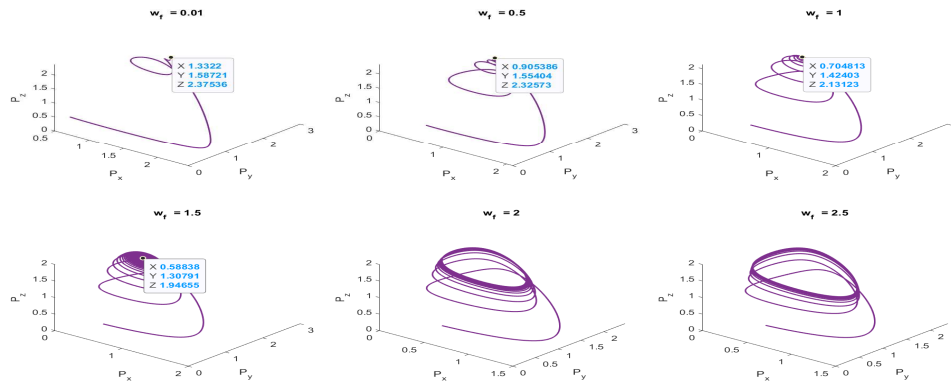 w_f = 0.01
w_f = 0.5
w_f = 1
X 1.3322
Y 1.58721
Z 2.37536
X 0.905386
Y 1.55404
Z 2.32573
X 0.704813
Y 1.42403
Z 2.13123
P_z
2
1.5
1
0.5
0
0.5
1
1.5
2
P_x
0
1
2
3
P_y
P_z
2
1.5
1
0.5
0
0
1
2
P_x
0
1
2
3
P_y
P_z
2
1.5
1
0.5
0
0
1
2
P_x
0
1
2
3
P_y
w_f = 1.5
w_f = 2
w_f = 2.5
X 0.58838
Y 1.30791
Z 1.94655
P_z
2
1.5
1
0.5
0
0
1
2
P_x
0
1
2
3
P_y
P_z
2
1.5
1
0.5
0
0
0.5
1
1.5
P_x
0
0.5
1
1.5
2
P_y
P_z
2
1.5
1
0.5
0
0
0.5
1
1.5
P_x
0
0.5
1
1.5
2
P_y